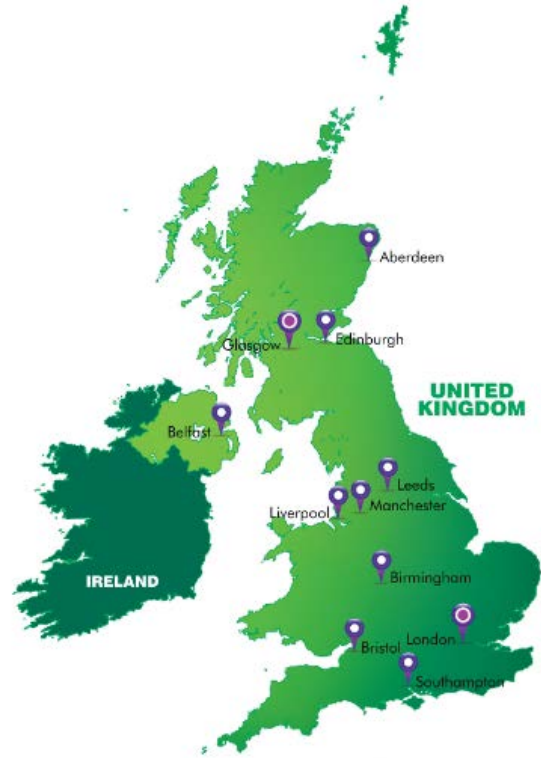 Aberdeen
Glasgow
Edinburgh
UNITED
KINGDOM
Belfast
Leeds
Manchester
Liverpool
IRELAND
Birmingham
London
Bristol
Southampton